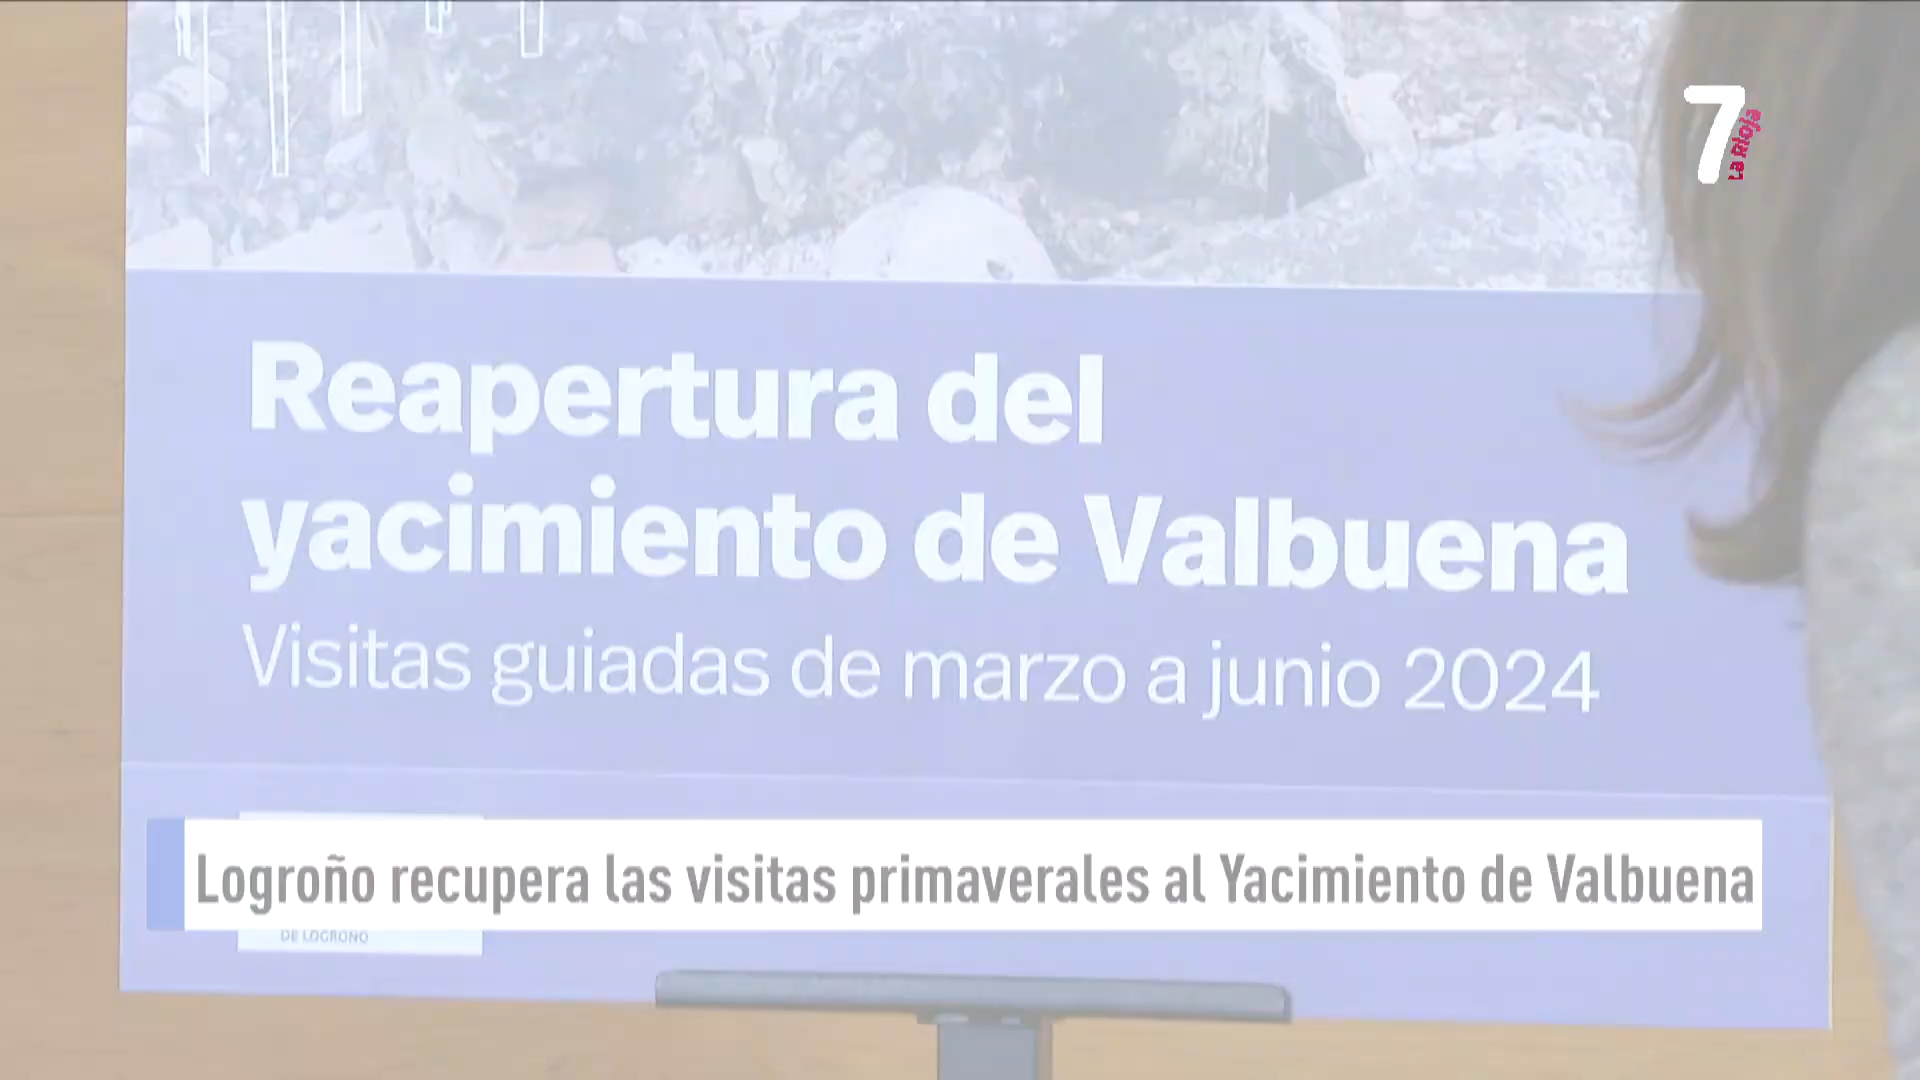 7
La Rioja
Reapertura del
yacimiento de Valbuena
Visitas guiadas de marzo a junio 2024
Logroño recupera las visitas primaverales al Yacimiento de Valbuena
DE LOGROÑO